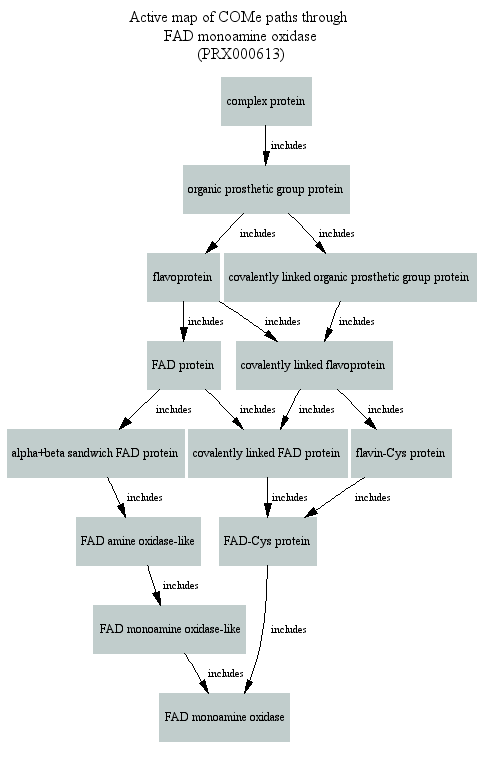 Active map of COMe paths through
FAD monoamine oxidase
(PRX000613)
complex protein
includes
organic prosthetic group protein
includes
includes
flavoprotein
covalently linked organic prosthetic group protein
includes
includes
includes
FAD protein
covalently linked flavoprotein
includes
includes
includes
includes
alpha+beta sandwich FAD protein
covalently linked FAD protein
flavin-Cys protein
includes
includes
includes
FAD amine oxidase-like
FAD-Cys protein
includes
FAD monoamine oxidase-like
includes
includes
FAD monoamine oxidase